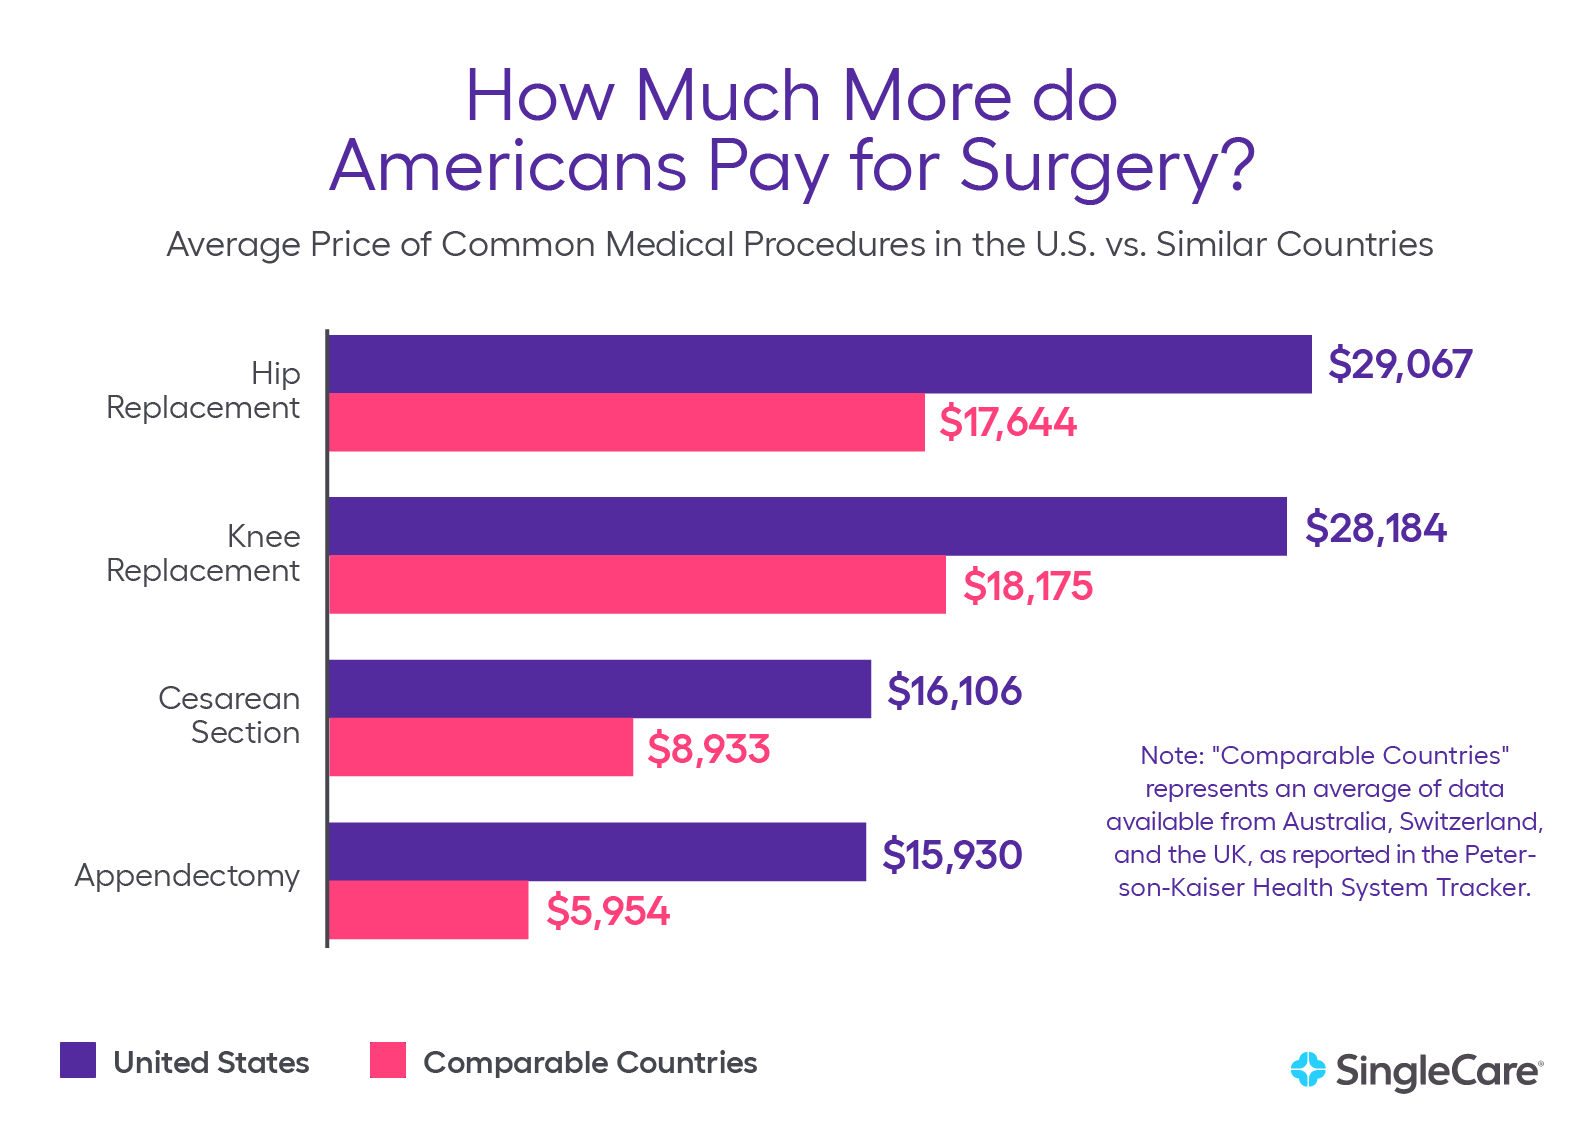 How Much More do
Americans Pay for Surgery?
Average Price of Common Medical Procedures in the U.S. vs. Similar Countries
Hip
Replacement
$29,067
$17,644
Knee
Replacement
$28,184
$18,175
Cesarean
Section
$16,106
$8,933
Appendectomy
$15,930
$5,954
Note: "Comparable Countries"
represents an average of data
available from Australia, Switzerland,
and the UK, as reported in the Peter-
son-Kaiser Health System Tracker.
United States
Comparable Countries
SingleCare®